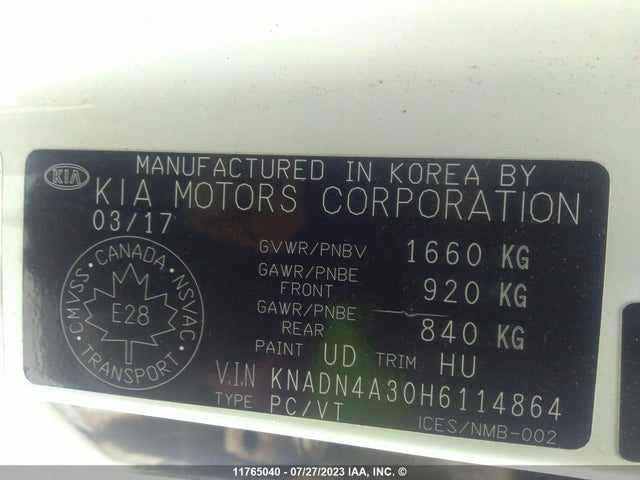 KIA
MANUFACTURED IN KOREA BY
KIA MOTORS CORPORATION
03/17
GVWR/PNBV 1660 KG
GAWR/PNBE FRONT 920 KG
GAWR/PNBE REAR 840 KG
CANADA
CMVSS NSVAC
E28
TRANSPORT
PAINT UD TRIM HU
V.I.N KNADN4A30H6114864
TYPE PC/VT
ICES/NMB-002
11765040 - 07/27/2023 IAA, INC. ©